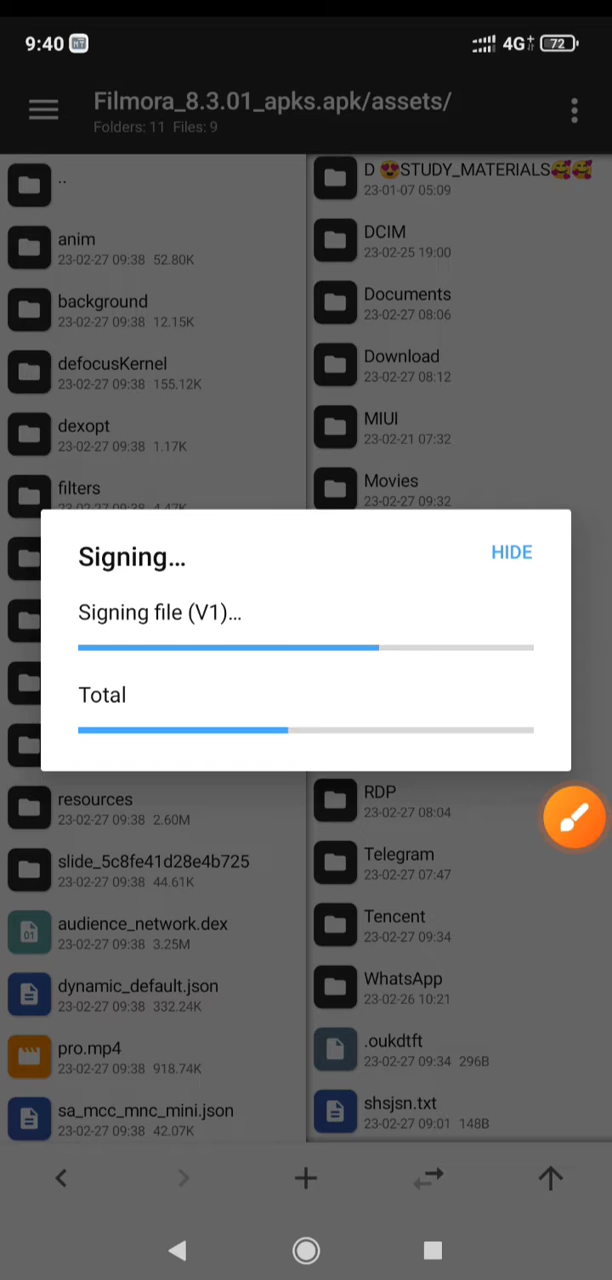 9:40
4G+ 72
Filmora_8.3.01_apks.apk/assets/
Folders: 11 Files: 9
..
anim
23-02-27 09:38 52.80K
background
23-02-27 09:38 12.15K
defocusKernel
23-02-27 09:38 155.12K
dexopt
23-02-27 09:38 1.17K
filters
23-02-27 09:38 4.47K
D 😍STUDY_MATERIALS🥰🥰
23-01-07 05:09
DCIM
23-02-25 19:00
Documents
23-02-27 08:06
Download
23-02-27 08:12
MIUI
23-02-21 07:32
Movies
23-02-27 09:32
Signing...
HIDE
Signing file (V1)...
Total
resources
23-02-27 09:38 2.60M
slide_5c8fe41d28e4b725
23-02-27 09:38 44.61K
audience_network.dex
23-02-27 09:38 3.25M
dynamic_default.json
23-02-27 09:38 332.24K
pro.mp4
23-02-27 09:38 918.74K
sa_mcc_mnc_mini.json
23-02-27 09:38 42.07K
RDP
23-02-27 08:04
Telegram
23-02-27 07:47
Tencent
23-02-27 09:34
WhatsApp
23-02-26 10:21
.oukdtft
23-02-27 09:34 296B
shsjsn.txt
23-02-27 09:01 148B